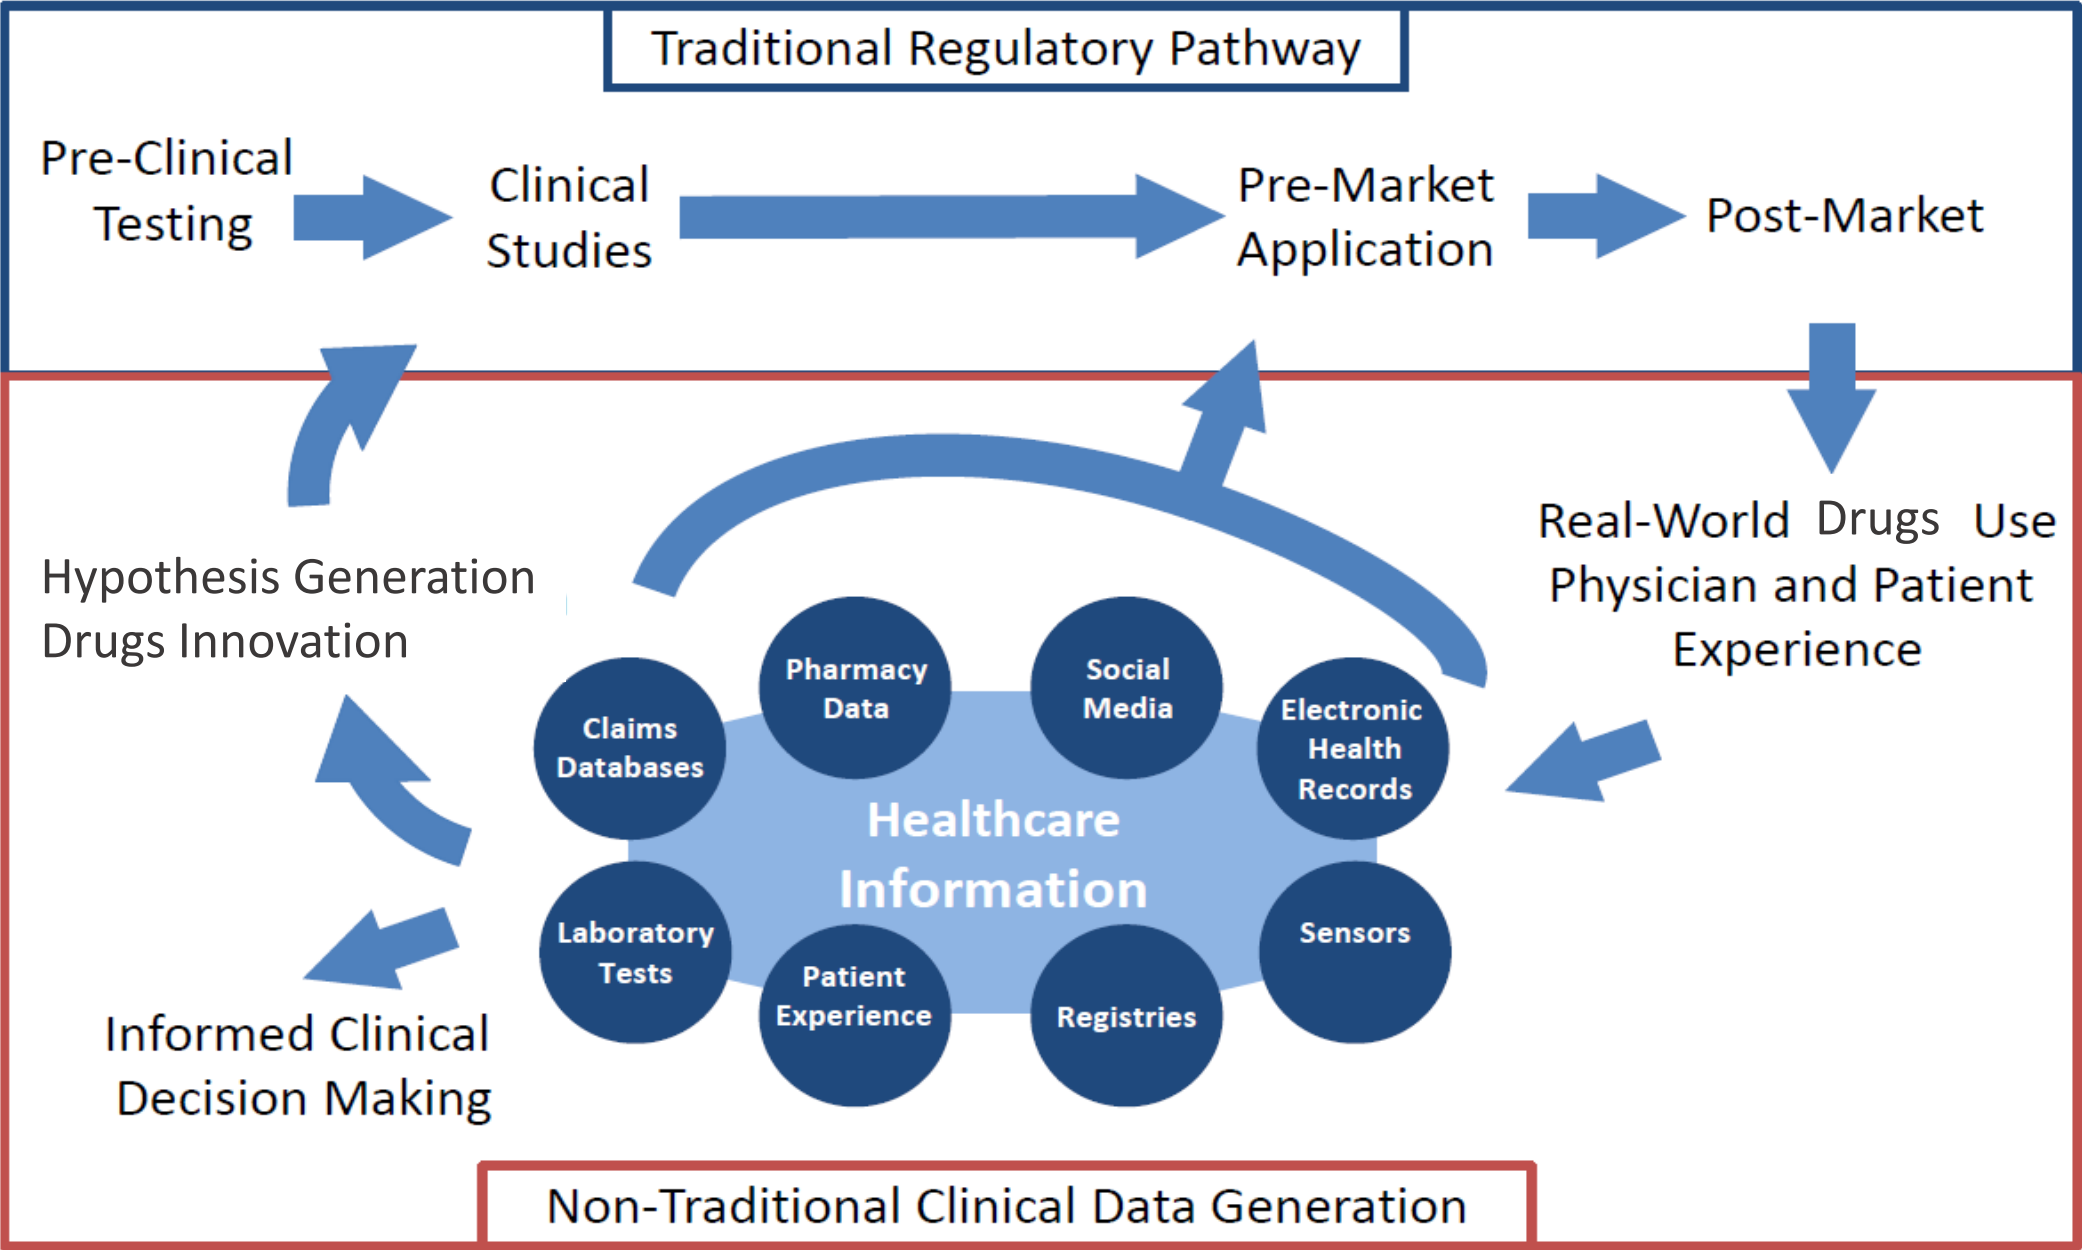 Traditional Regulatory Pathway
Pre-Clinical
Testing
Clinical
Studies
Pre-Market
Application
Post-Market
Hypothesis Generation
Drugs Innovation
Real-World Drugs Use
Physician and Patient
Experience
Claims
Databases
Pharmacy
Data
Social
Media
Electronic
Health
Records
Healthcare
Information
Laboratory
Tests
Patient
Experience
Registries
Sensors
Informed Clinical
Decision Making
Non-Traditional Clinical Data Generation